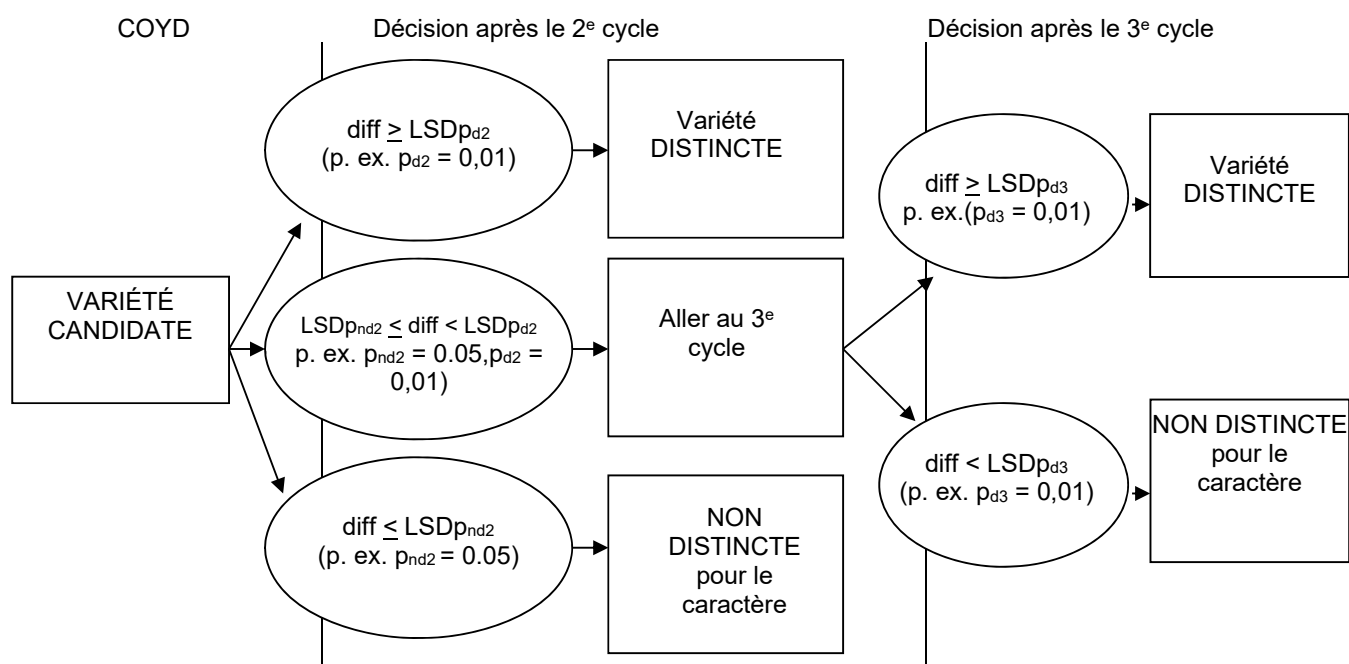 COYD
Décision après le 2e cycle
Décision après le 3e cycle
VARIÉTÉ
CANDIDATE
diff ≥ LSDpd2
(p. ex. pd2 = 0,01)
Variété
DISTINCTE
LSDpnd2 ≤ diff < LSDpd2
p. ex. pnd2 = 0.05,pd2 =
0,01)
Aller au 3e
cycle
diff ≤ LSDpnd2
(p. ex. pnd2 = 0.05)
NON
DISTINCTE
pour le
caractère
diff ≥ LSDpd3
p. ex.(pd3 = 0,01)
Variété
DISTINCTE
diff < LSDpd3
(p. ex. pd3 = 0,01)
NON DISTINCTE
pour le
caractère